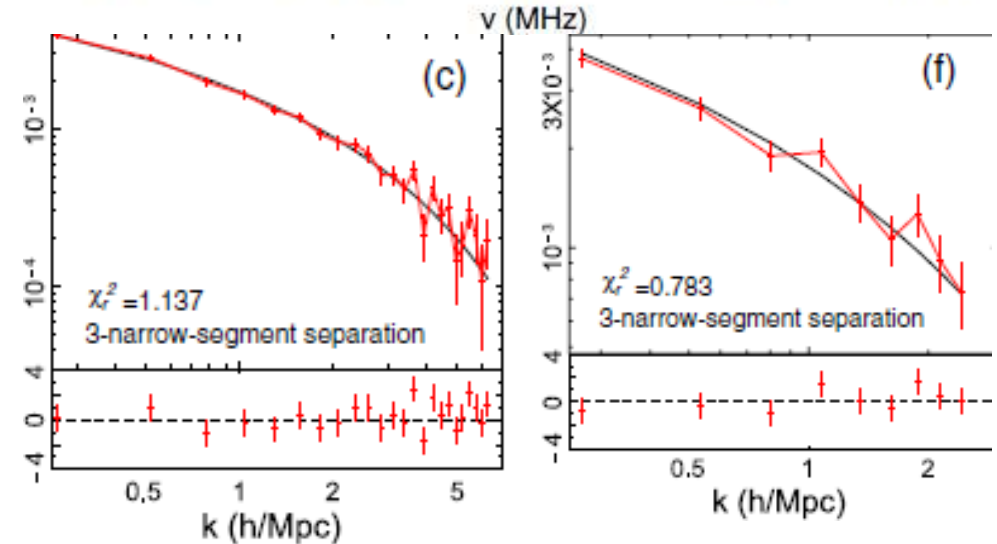 ν (MHz)
(c)
10⁻³
10⁻⁴
χᵣ² =1.137
3-narrow-segment separation
4
0
-4
0.5 1 2 5
k (h/Mpc)
(f)
3X10⁻³
10⁻³
χᵣ² =0.783
3-narrow-segment separation
4
0
-4
0.5 1 2
k (h/Mpc)